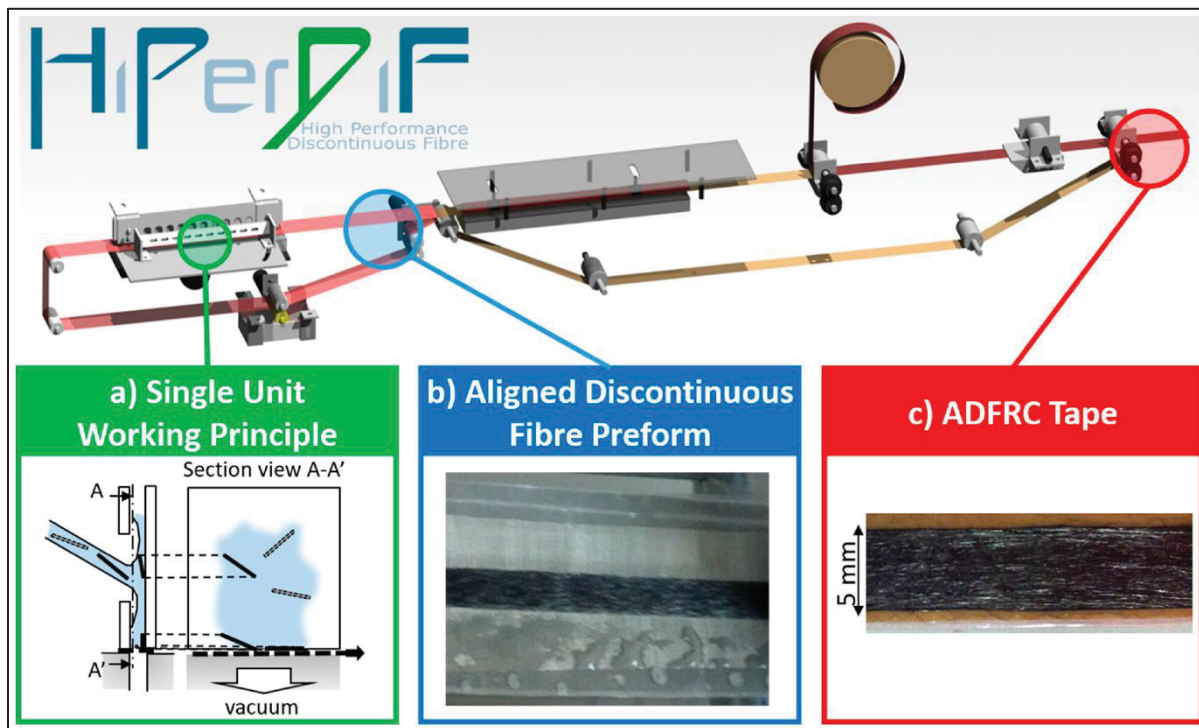 HiPerDiF
High Performance
Discontinuous Fibre
a) Single Unit
Working Principle
Section view A-A'
A
A'
vacuum
b) Aligned Discontinuous
Fibre Preform
c) ADFRC Tape
5 mm